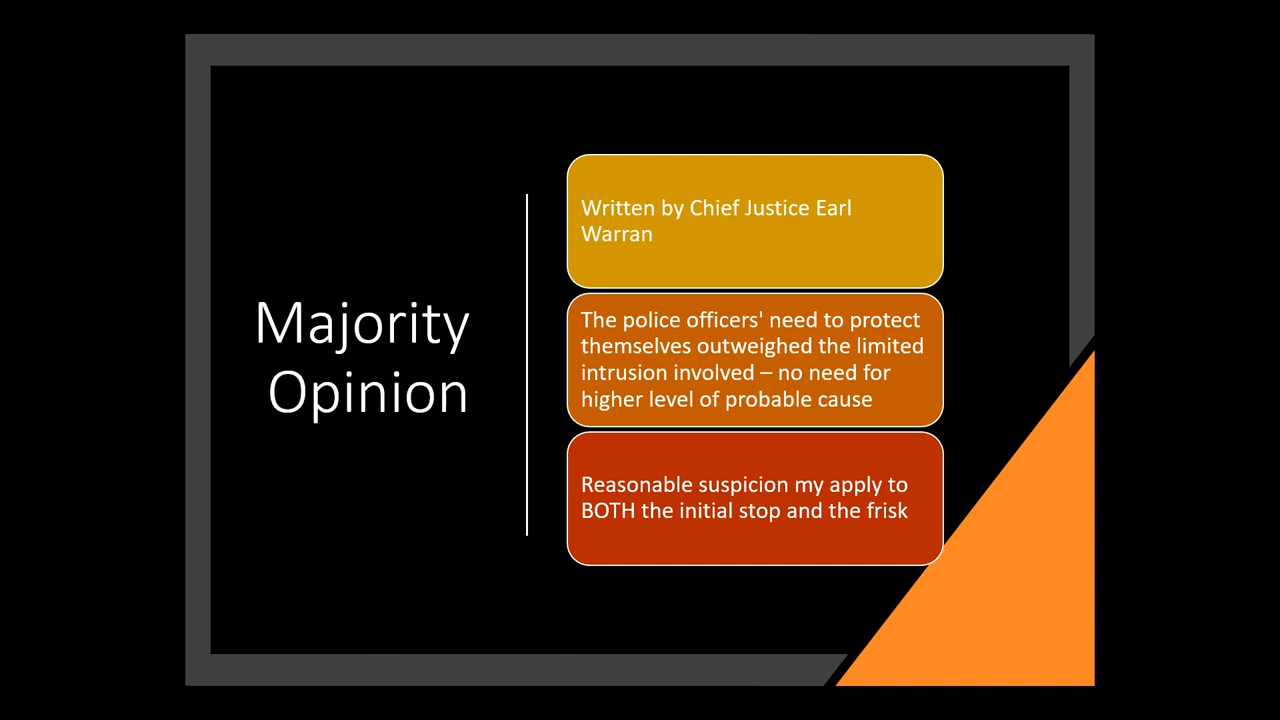 Majority
Opinion
Written by Chief Justice Earl
Warran
The police officers' need to protect
themselves outweighed the limited
intrusion involved – no need for
higher level of probable cause
Reasonable suspicion my apply to
BOTH the initial stop and the frisk